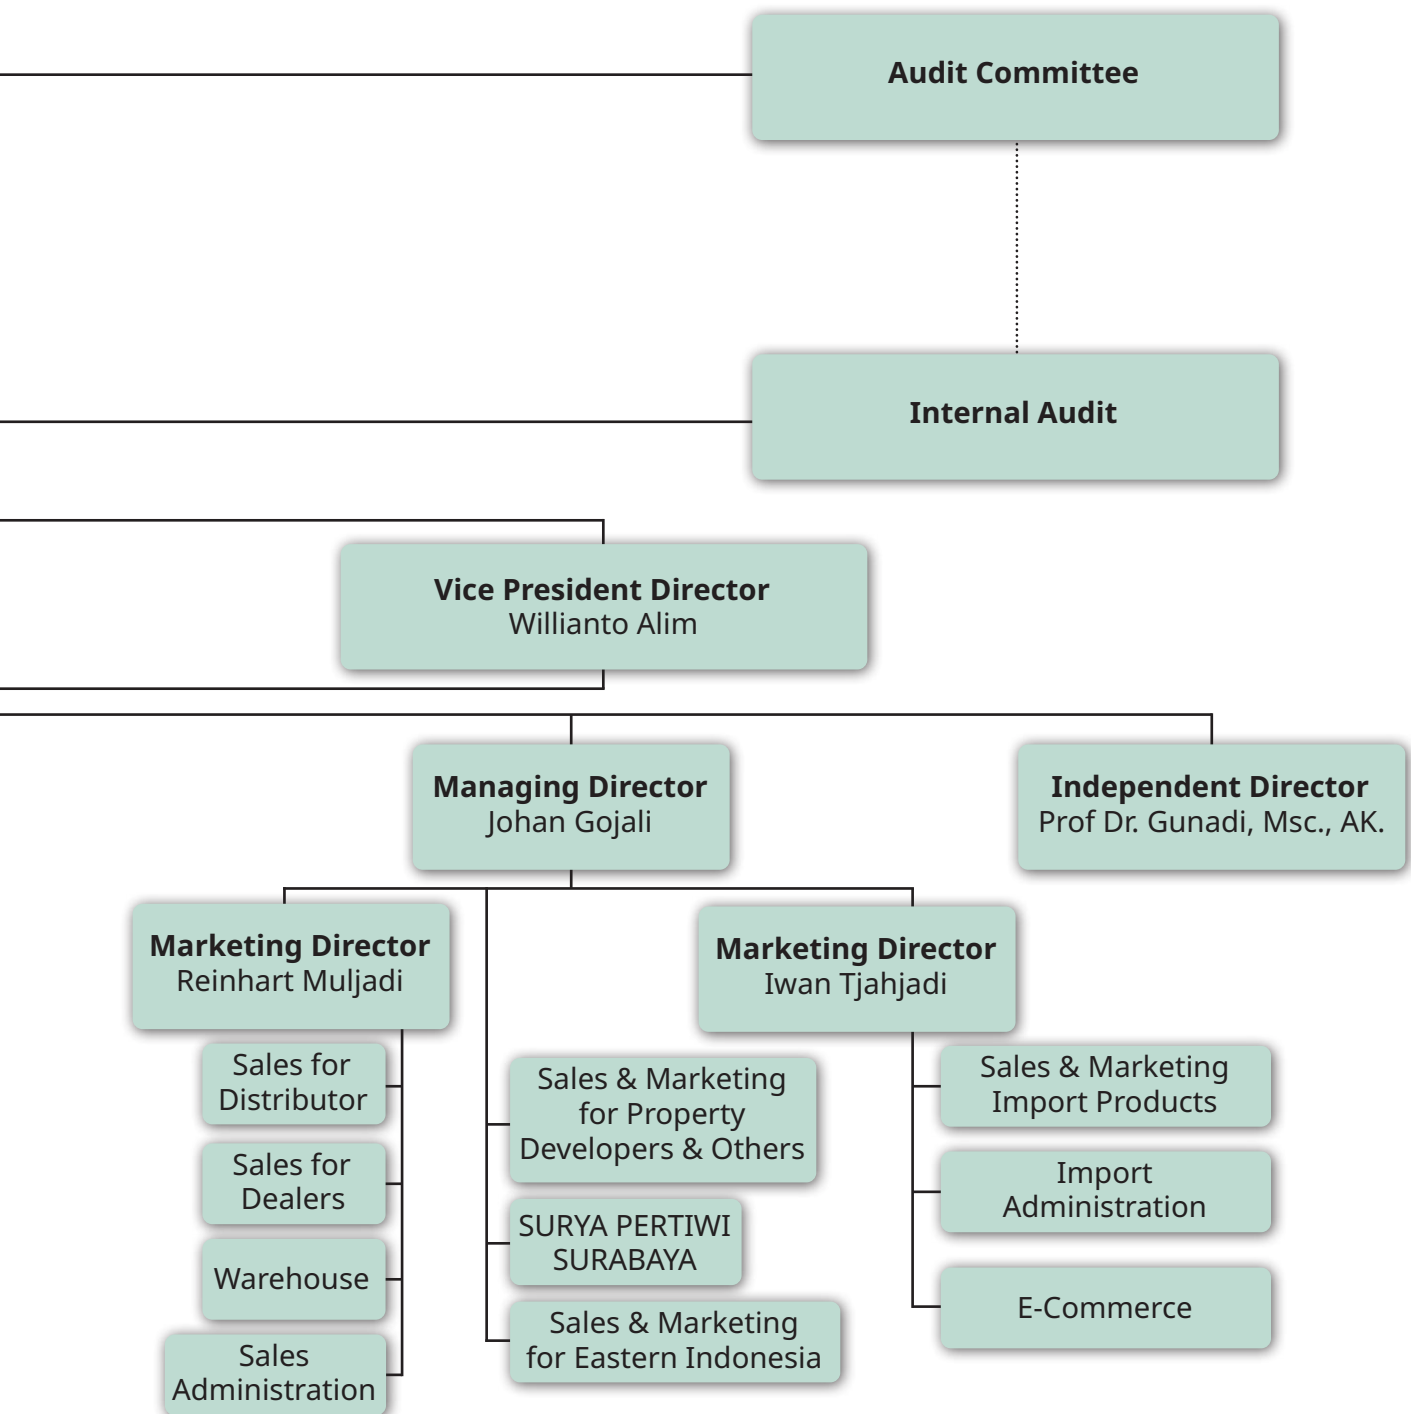 Audit Committee
Internal Audit
Vice President Director
Willianto Alim
Managing Director
Johan Gojali
Independent Director
Prof Dr. Gunadi, Msc., AK.
Marketing Director
Reinhart Muljadi
Marketing Director
Iwan Tjahjadi
Sales for
Distributor
Sales for
Dealers
Warehouse
Sales
Administration
Sales & Marketing
for Property
Developers & Others
SURYA PERTIWI
SURABAYA
Sales & Marketing
for Eastern Indonesia
Sales & Marketing
Import Products
Import
Administration
E-Commerce